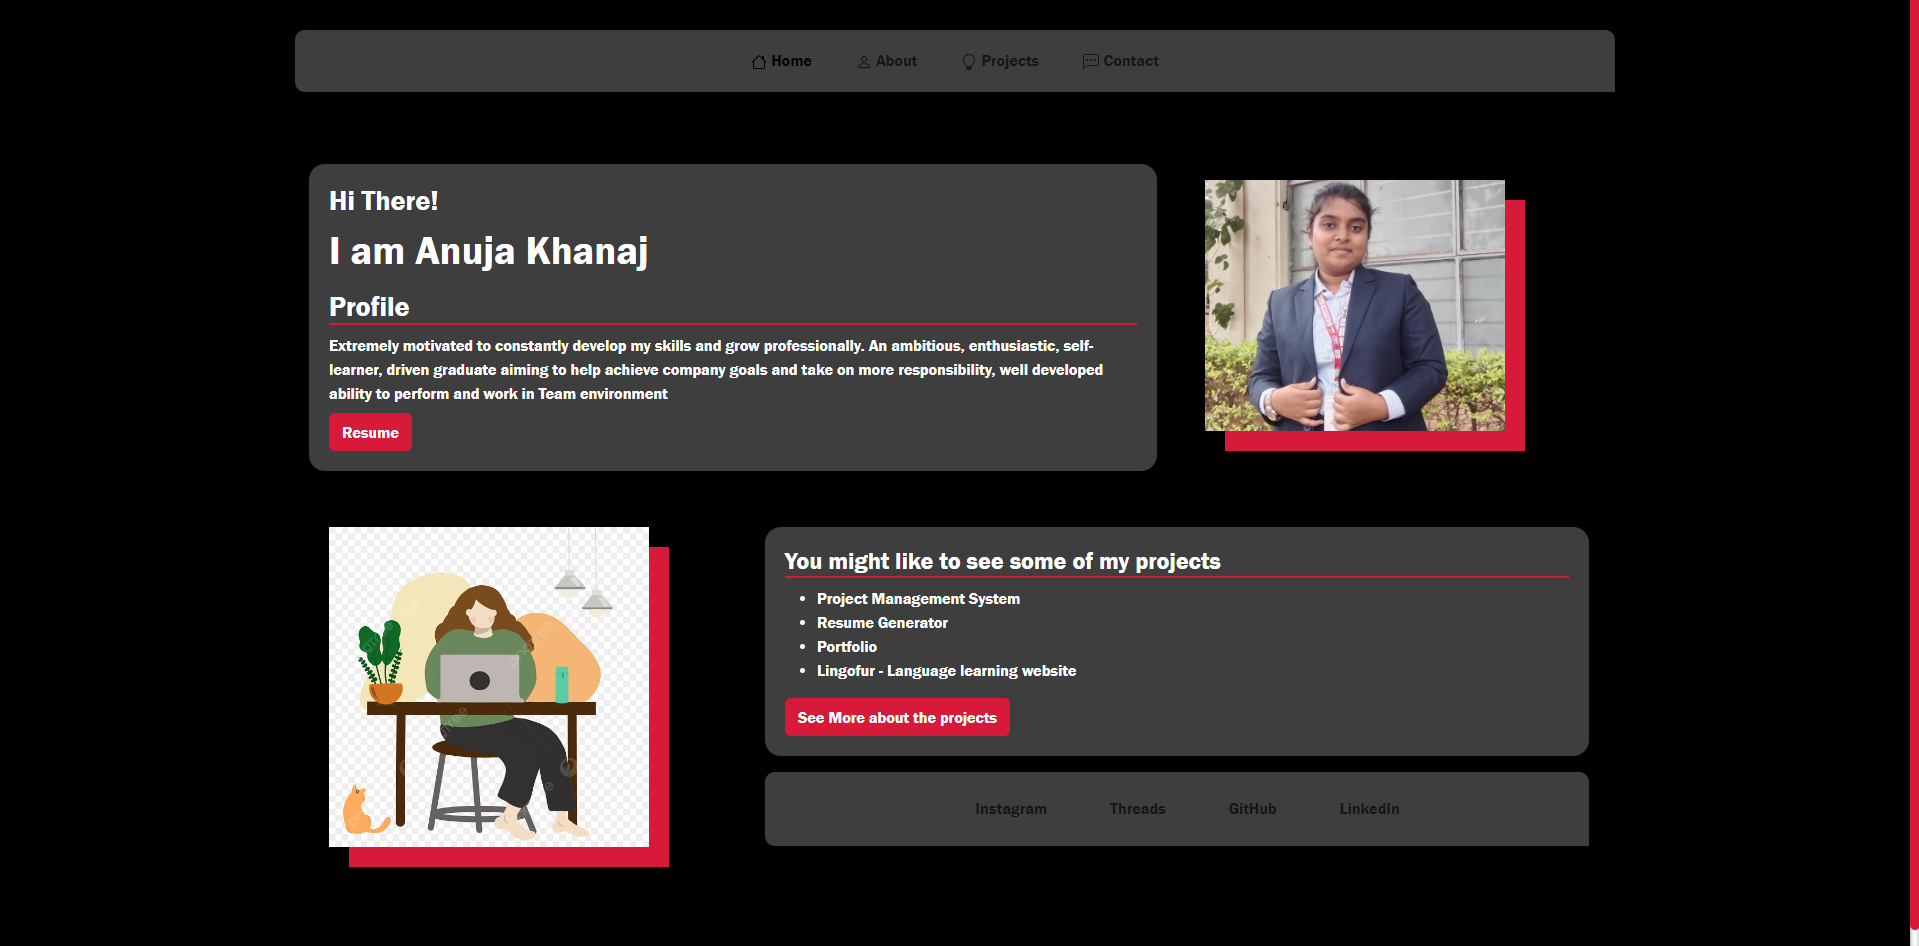 Home About Projects Contact
Hi There!
I am Anuja Khanaj
Profile
Extremely motivated to constantly develop my skills and grow professionally. An ambitious, enthusiastic, self-
learner, driven graduate aiming to help achieve company goals and take on more responsibility, well developed
ability to perform and work in Team environment
Resume
You might like to see some of my projects
• Project Management System
• Resume Generator
• Portfolio
• Lingofur - Language learning website
See More about the projects
Instagram Threads GitHub LinkedIn